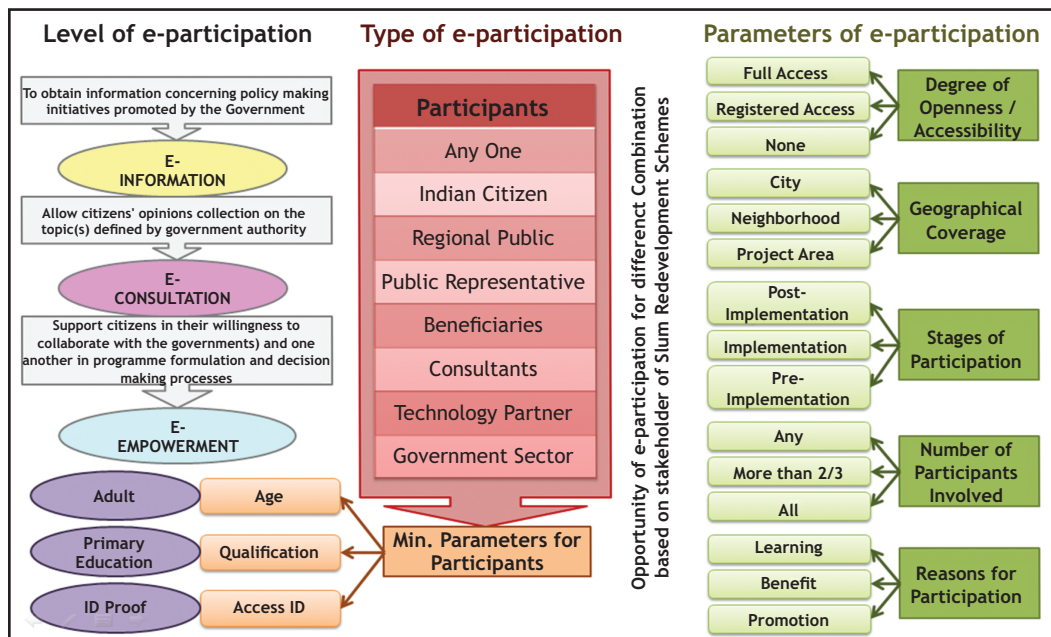 Level of e-participation
To obtain information concerning policy making
initiatives promoted by the Government
E-
INFORMATION
Allow citizens' opinions collection on the
topic(s) defined by government authority
E-
CONSULTATION
Support citizens in their willingness to
collaborate with the governments) and one
another in programme formulation and decision
making processes
E-
EMPOWERMENT
Adult
Age
Primary
Education
Qualification
ID Proof
Access ID
Type of e-participation
Participants
Any One
Indian Citizen
Regional Public
Public Representative
Beneficiaries
Consultants
Technology Partner
Government Sector
Min. Parameters for
Participants
Opportunity of e-participation for differenct Combination
based on stakeholder of Slum Redevelopment Schemes
Parameters of e-participation
Full Access
Registered Access
None
Degree of
Openness /
Accessibility
City
Neighborhood
Project Area
Geographical
Coverage
Post-
Implementation
Implementation
Pre-
Implementation
Stages of
Participation
Any
More than 2/3
All
Number of
Participants
Involved
Learning
Benefit
Promotion
Reasons for
Participation